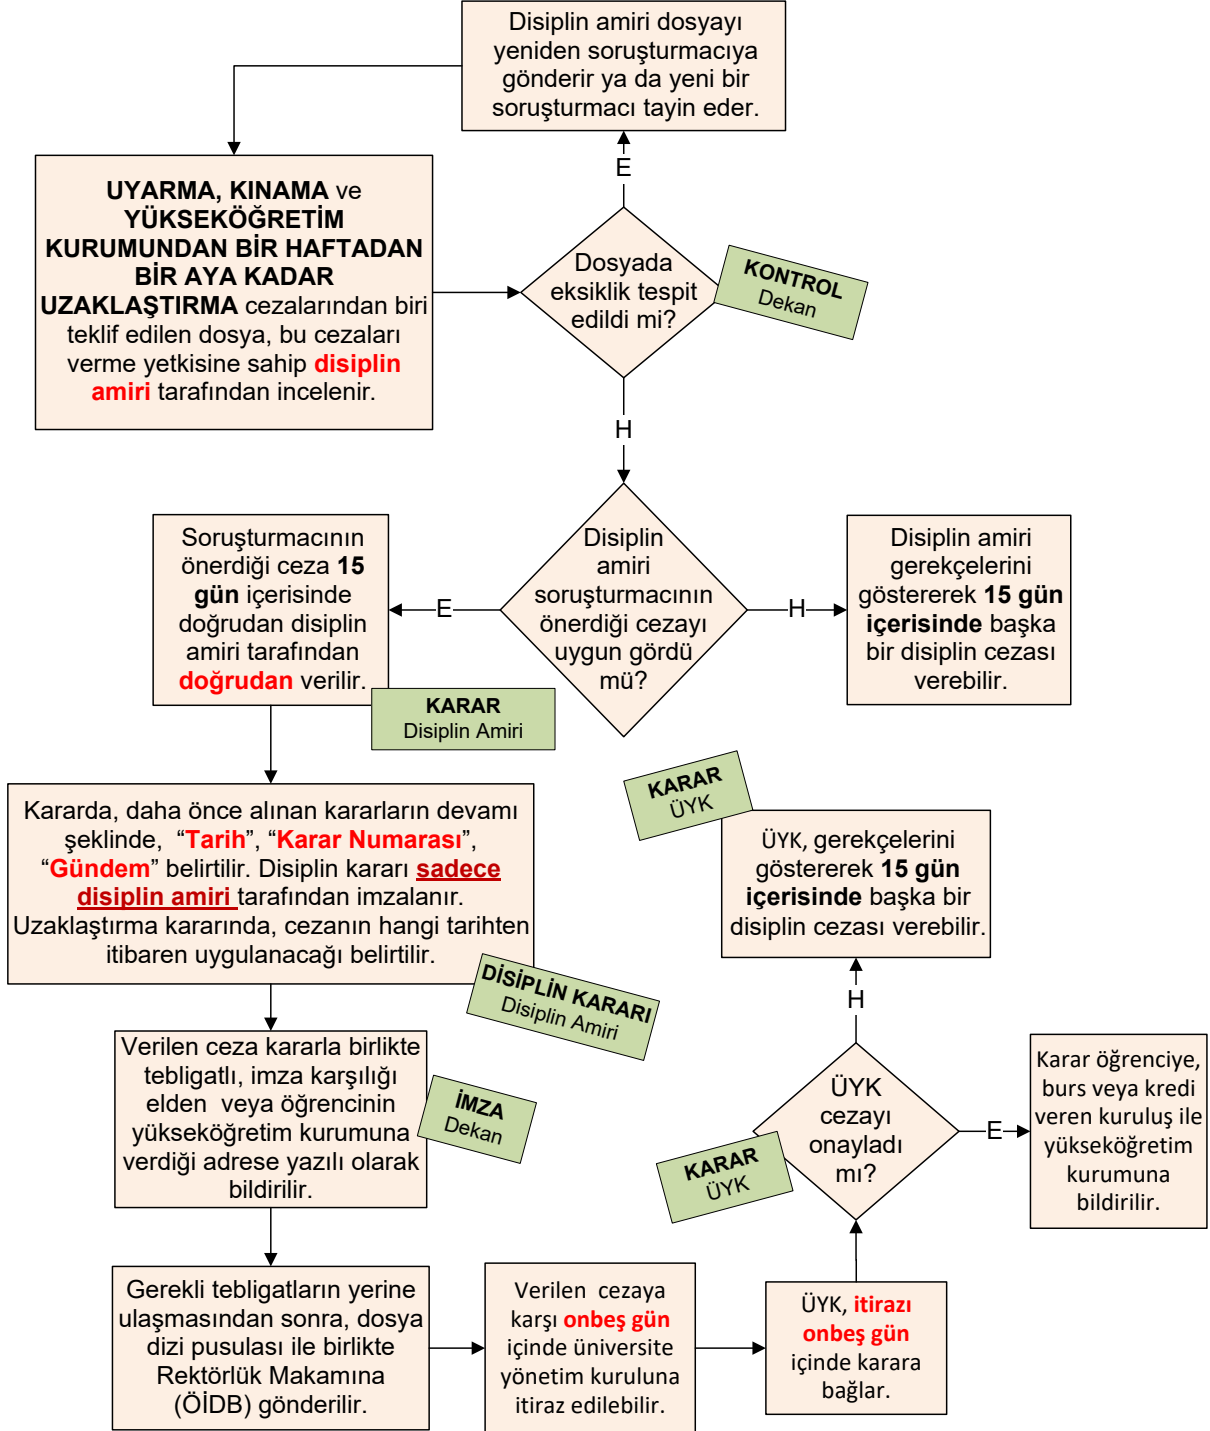 Disiplin amiri dosyayı
yeniden soruşturmacıya
gönderir ya da yeni bir
soruşturmacı tayin eder.
E
UYARMA, KINAMA ve
YÜKSEKÖĞRETİM
KURUMUNDAN BİR HAFTADAN
BİR AYA KADAR
UZAKLAŞTIRMA cezalarından biri
teklif edilen dosya, bu cezaları
verme yetkisine sahip disiplin
amiri tarafından incelenir.
Dosyada
eksiklik tespit
edildi mi?
KONTROL
Dekan
H
Disiplin
amiri
soruşturmacının
önerdiği cezayı
uygun gördü
mü?
E
Soruşturmacının
önerdiği ceza 15
gün içerisinde
doğrudan disiplin
amiri tarafından
doğrudan verilir.
H
Disiplin amiri
gerekçelerini
göstererek 15 gün
içerisinde başka
bir disiplin cezası
verebilir.
KARAR
Disiplin Amiri
Kararda, daha önce alınan kararların devamı
şeklinde, “Tarih”, “Karar Numarası”,
“Gündem” belirtilir. Disiplin kararı sadece
disiplin amiri tarafından imzalanır.
Uzaklaştırma kararında, cezanın hangi tarihten
itibaren uygulanacağı belirtilir.
DİSİPLİN KARARI
Disiplin Amiri
Verilen ceza kararla birlikte
tebligatlı, imza karşılığı
elden veya öğrencinin
yükseköğretim kurumuna
verdiği adrese yazılı olarak
bildirilir.
İMZA
Dekan
Gerekli tebligatların yerine
ulaşmasından sonra, dosya
dizi pusulası ile birlikte
Rektörlük Makamına
(ÖİDB) gönderilir.
Verilen cezaya
karşı onbeş gün
içinde üniversite
yönetim kuruluna
itiraz edilebilir.
ÜYK, itirazı
onbeş gün
içinde karara
bağlar.
ÜYK
cezayı
onayladı
mı?
KARAR
ÜYK
E
Karar öğrenciye,
burs veya kredi
veren kuruluş ile
yükseköğretim
kurumuna
bildirilir.
H
ÜYK, gerekçelerini
göstererek 15 gün
içerisinde başka bir
disiplin cezası verebilir.
KARAR
ÜYK